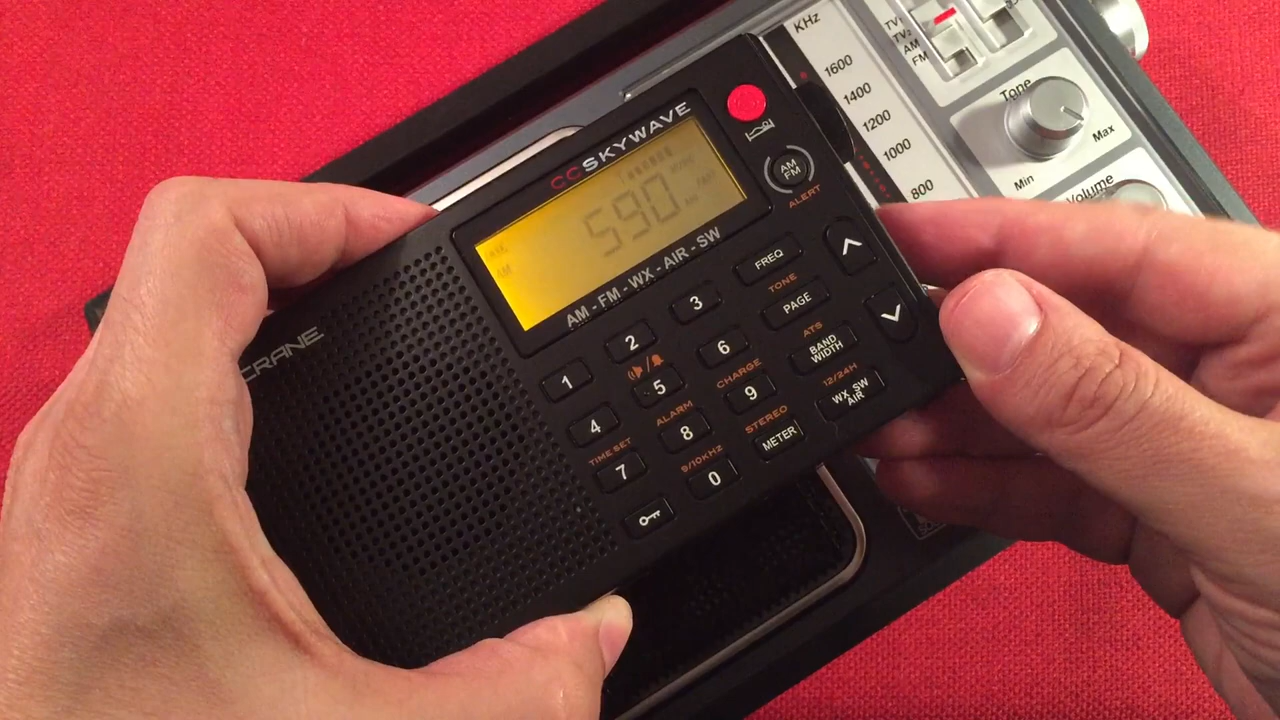 KHz
1600
1400
1200
1000
800
TV1
TV2
AM
FM
Tone
Min
Max
Volume
CCSKYWAVE
590
AM
AM - FM - WX - AIR - SW
AM
FM
ALERT
CRANE
FREQ
TONE
PAGE
ATS
BAND
WIDTH
12/24H
WX SW
AIR
1
2
3
4
5
6
CHARGE
TIME SET
7
ALARM
8
9
9/10KHZ
0
STEREO
METER